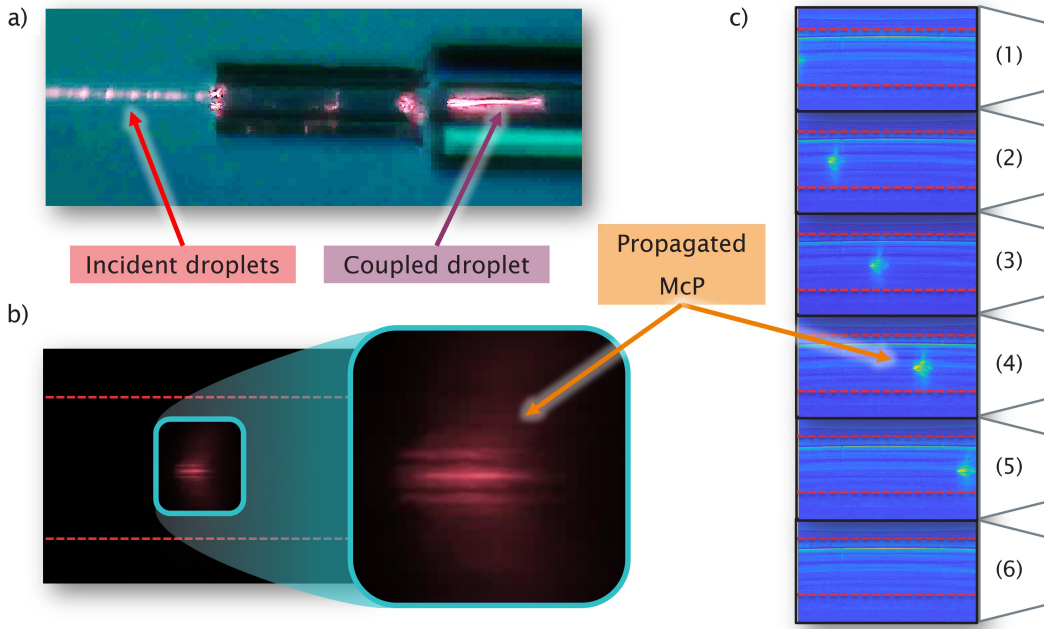 a)
Incident droplets
Coupled droplet
Propagated
McP
b)
c)
(1)
(2)
(3)
(4)
(5)
(6)